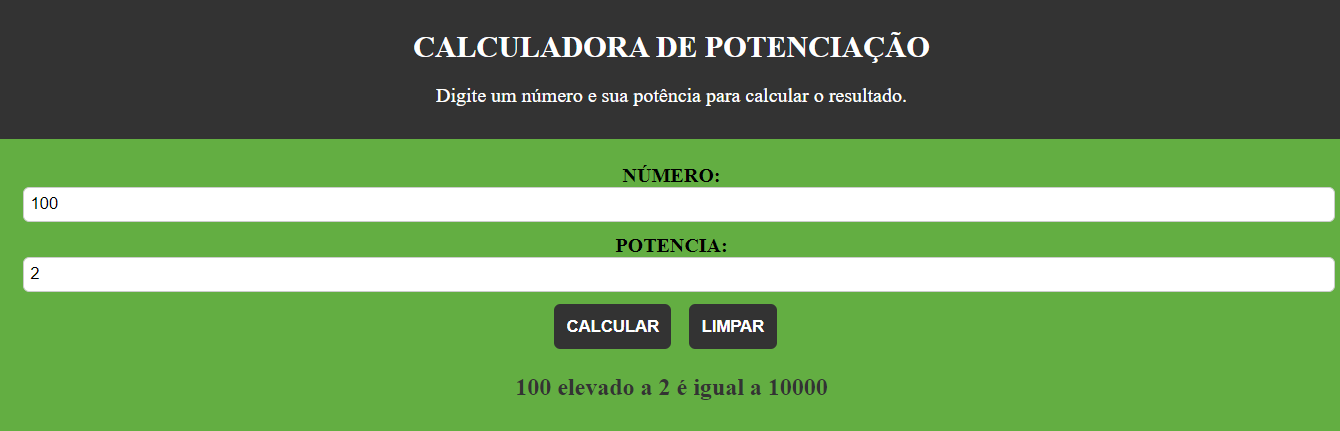 CALCULADORA DE POTENCIAÇÃO
Digite um número e sua potência para calcular o resultado.
NÚMERO:
100
POTENCIA:
2
CALCULAR LIMPAR
100 elevado a 2 é igual a 10000